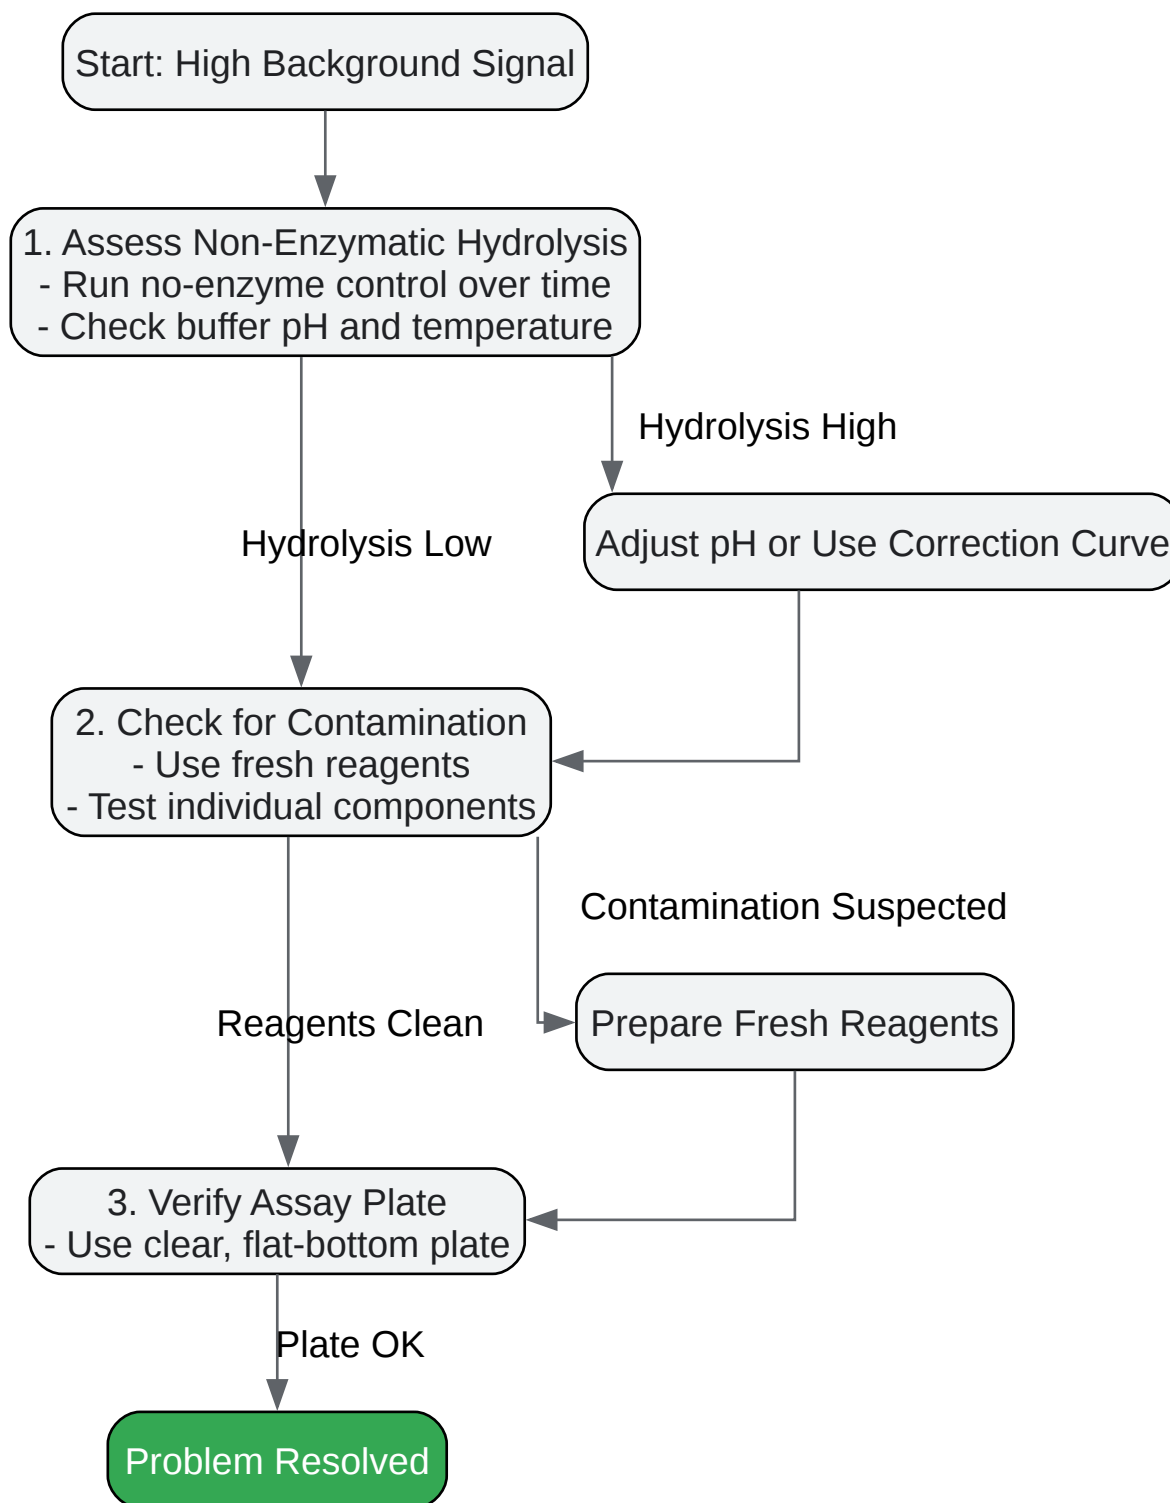 Start: High Background Signal
1. Assess Non-Enzymatic Hydrolysis
- Run no-enzyme control over time
- Check buffer pH and temperature
Hydrolysis High
Hydrolysis Low
Adjust pH or Use Correction Curve
2. Check for Contamination
- Use fresh reagents
- Test individual components
Contamination Suspected
Reagents Clean
Prepare Fresh Reagents
3. Verify Assay Plate
- Use clear, flat-bottom plate
Plate OK
Problem Resolved